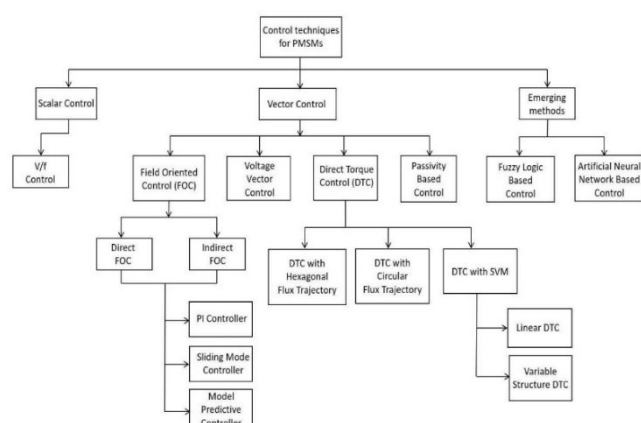 Control techniques
for PMSMs
Scalar Control
Vector Control
Emerging
methods
V/f
Control
Field Oriented
Control (FOC)
Voltage
Vector
Control
Direct Torque
Control (DTC)
Passivity
Based
Control
Fuzzy Logic
Based
Control
Artificial Neural
Network Based
Control
Direct
FOC
Indirect
FOC
DTC with
Hexagonal
Flux Trajectory
DTC with
Circular
Flux Trajectory
DTC with SVM
PI Controller
Linear DTC
Sliding Mode
Controller
Variable
Structure DTC
Model
Predictive
Controller